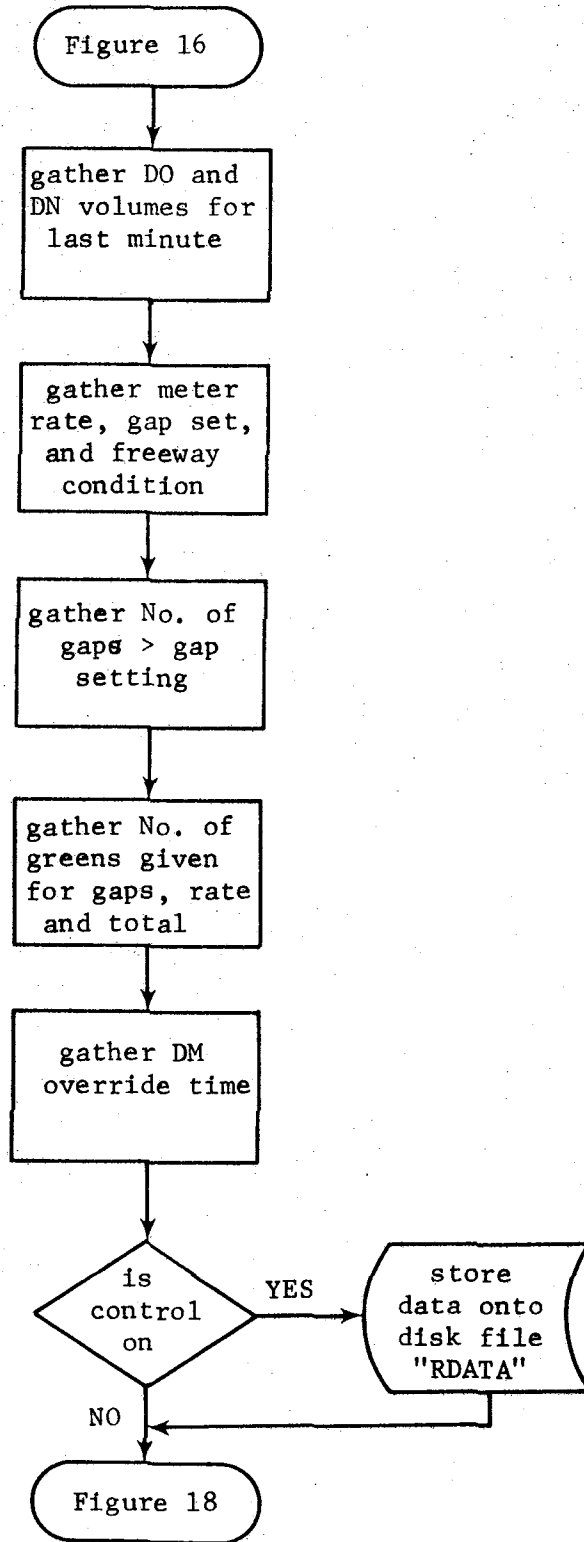 Figure 16
gather DO and
DN volumes for
last minute
gather meter
rate, gap set,
and freeway
condition
gather No. of
gaps > gap
setting
gather No. of
greens given
for gaps, rate
and total
gather DM
override time
is
control
on
YES
store
data onto
disk file
"RDATA"
NO
Figure 18